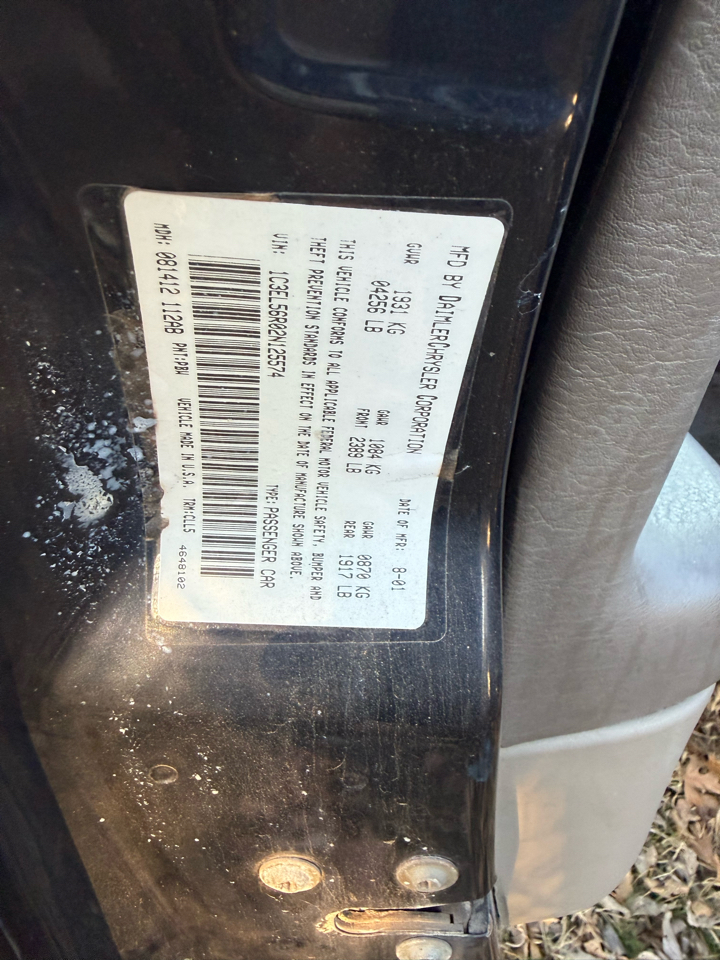 MFD BY DAIMLERCHRYSLER CORPORATION
DATE OF MFR: 8-01
GVWR 1931 KG
04256 LB
GAWR FRONT 1084 KG
2389 LB
GAWR REAR 0870 KG
1917 LB
THIS VEHICLE CONFORMS TO ALL APPLICABLE FEDERAL MOTOR VEHICLE SAFETY, BUMPER AND
THEFT PREVENTION STANDARDS IN EFFECT ON THE DATE OF MANUFACTURE SHOWN ABOVE.
VIN: 1C3EL56R02N125574 TYPE: PASSENGER CAR
MDH: 081412 112AB PNT:PBW VEHICLE MADE IN U.S.A. TRM:CLL5 4648102